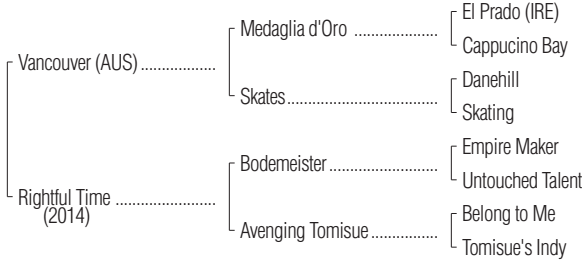 El Prado (IRE)
Medaglia d'Oro ....................
Cappucino Bay
Vancouver (AUS) ..................
Danehill
Skates.....................................
Skating
Empire Maker
Bodemeister...........................
Untouched Talent
Rightful Time ........................
(2014)
Belong to Me
Avenging Tomisue................
Tomisue's Indy